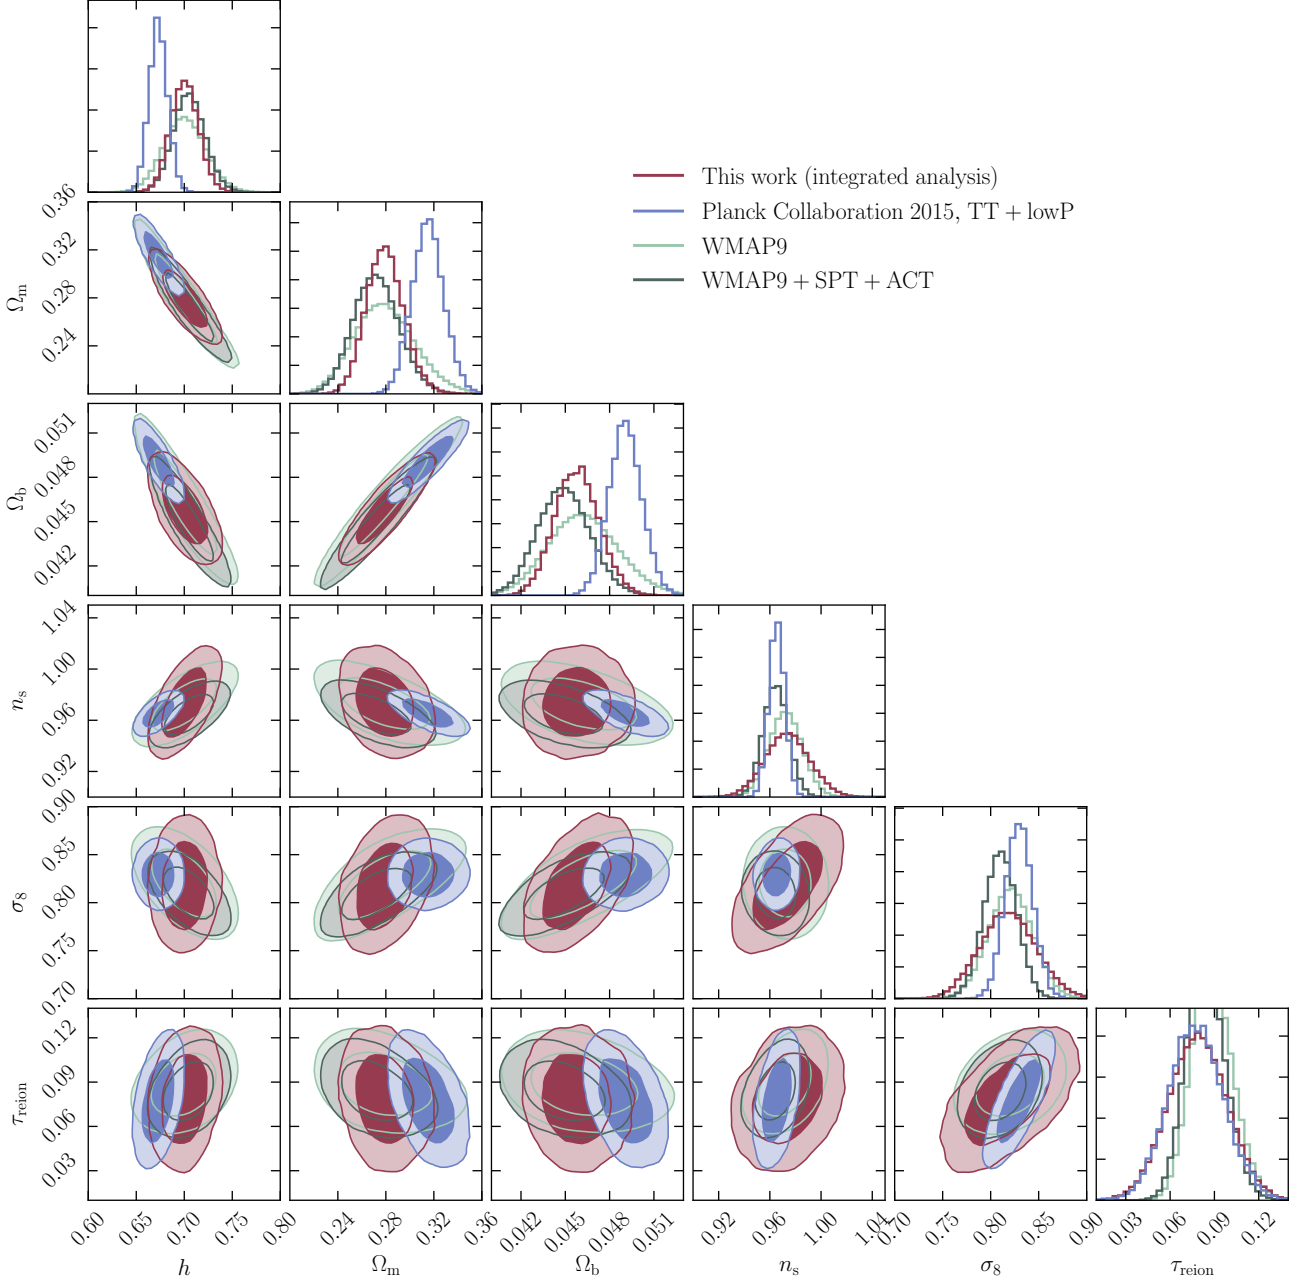 This work (integrated analysis)
Planck Collaboration 2015, TT + lowP
WMAP9
WMAP9 + SPT + ACT
0.36
0.32
0.28
0.24
Ωm
0.051
0.048
0.045
0.042
Ωb
1.04
1.00
0.96
0.92
ns
0.90
0.85
0.80
0.75
0.70
σ8
0.12
0.09
0.06
0.03
τreion
0.60 0.65 0.70 0.75 0.80
0.24 0.28 0.32 0.36
0.042 0.045 0.048 0.051
0.92 0.96 1.00 1.04
0.70 0.75 0.80 0.85 0.90
0.03 0.06 0.09 0.12
h Ωm Ωb ns σ8 τreion